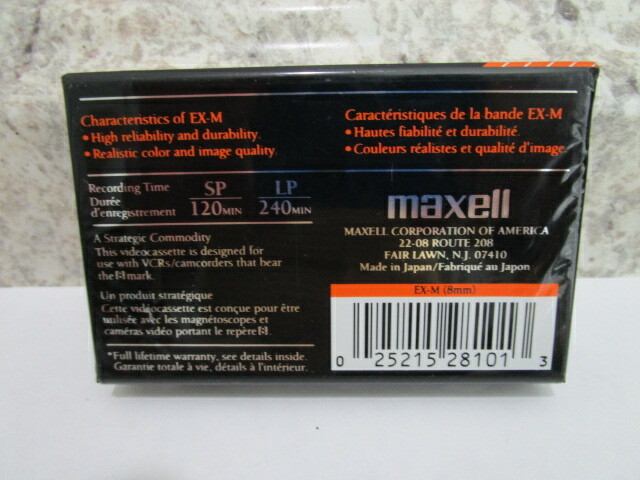 Characteristics of EX-M
• High reliability and durability.
• Realistic color and image quality.
Caractéristiques de la bande EX-M
• Hautes fiabilité et durabilité.
• Couleurs réalistes et qualité d'image.
Recording Time SP LP
Durée d'enregistrement 120MIN 240MIN
A Strategic Commodity
This videocassette is designed for
use with VCRs/camcorders that bear
the 8 mark.
Un produit stratégique
Cette vidéocassette est conçue pour être
utilisée avec les magnétoscopes et
caméras vidéo portant le repère 8.
*Full lifetime warranty, see details inside.
Garantie totale à vie, détails à l'intérieur.
maxell
MAXELL CORPORATION OF AMERICA
22-08 ROUTE 208
FAIR LAWN, N.J. 07410
Made in Japan/Fabriqué au Japon
EX-M (8mm)
0 25215 28101 3